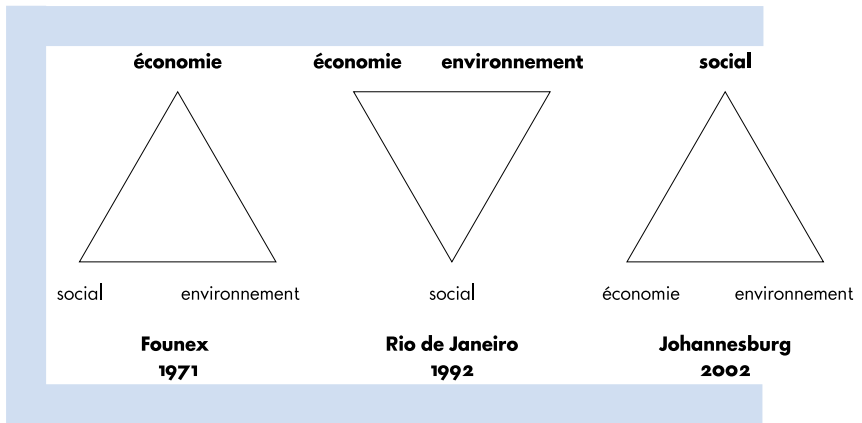 économie économie environnement social
social environnement social économie environnement
Founex Rio de Janeiro Johannesburg
1971 1992 2002